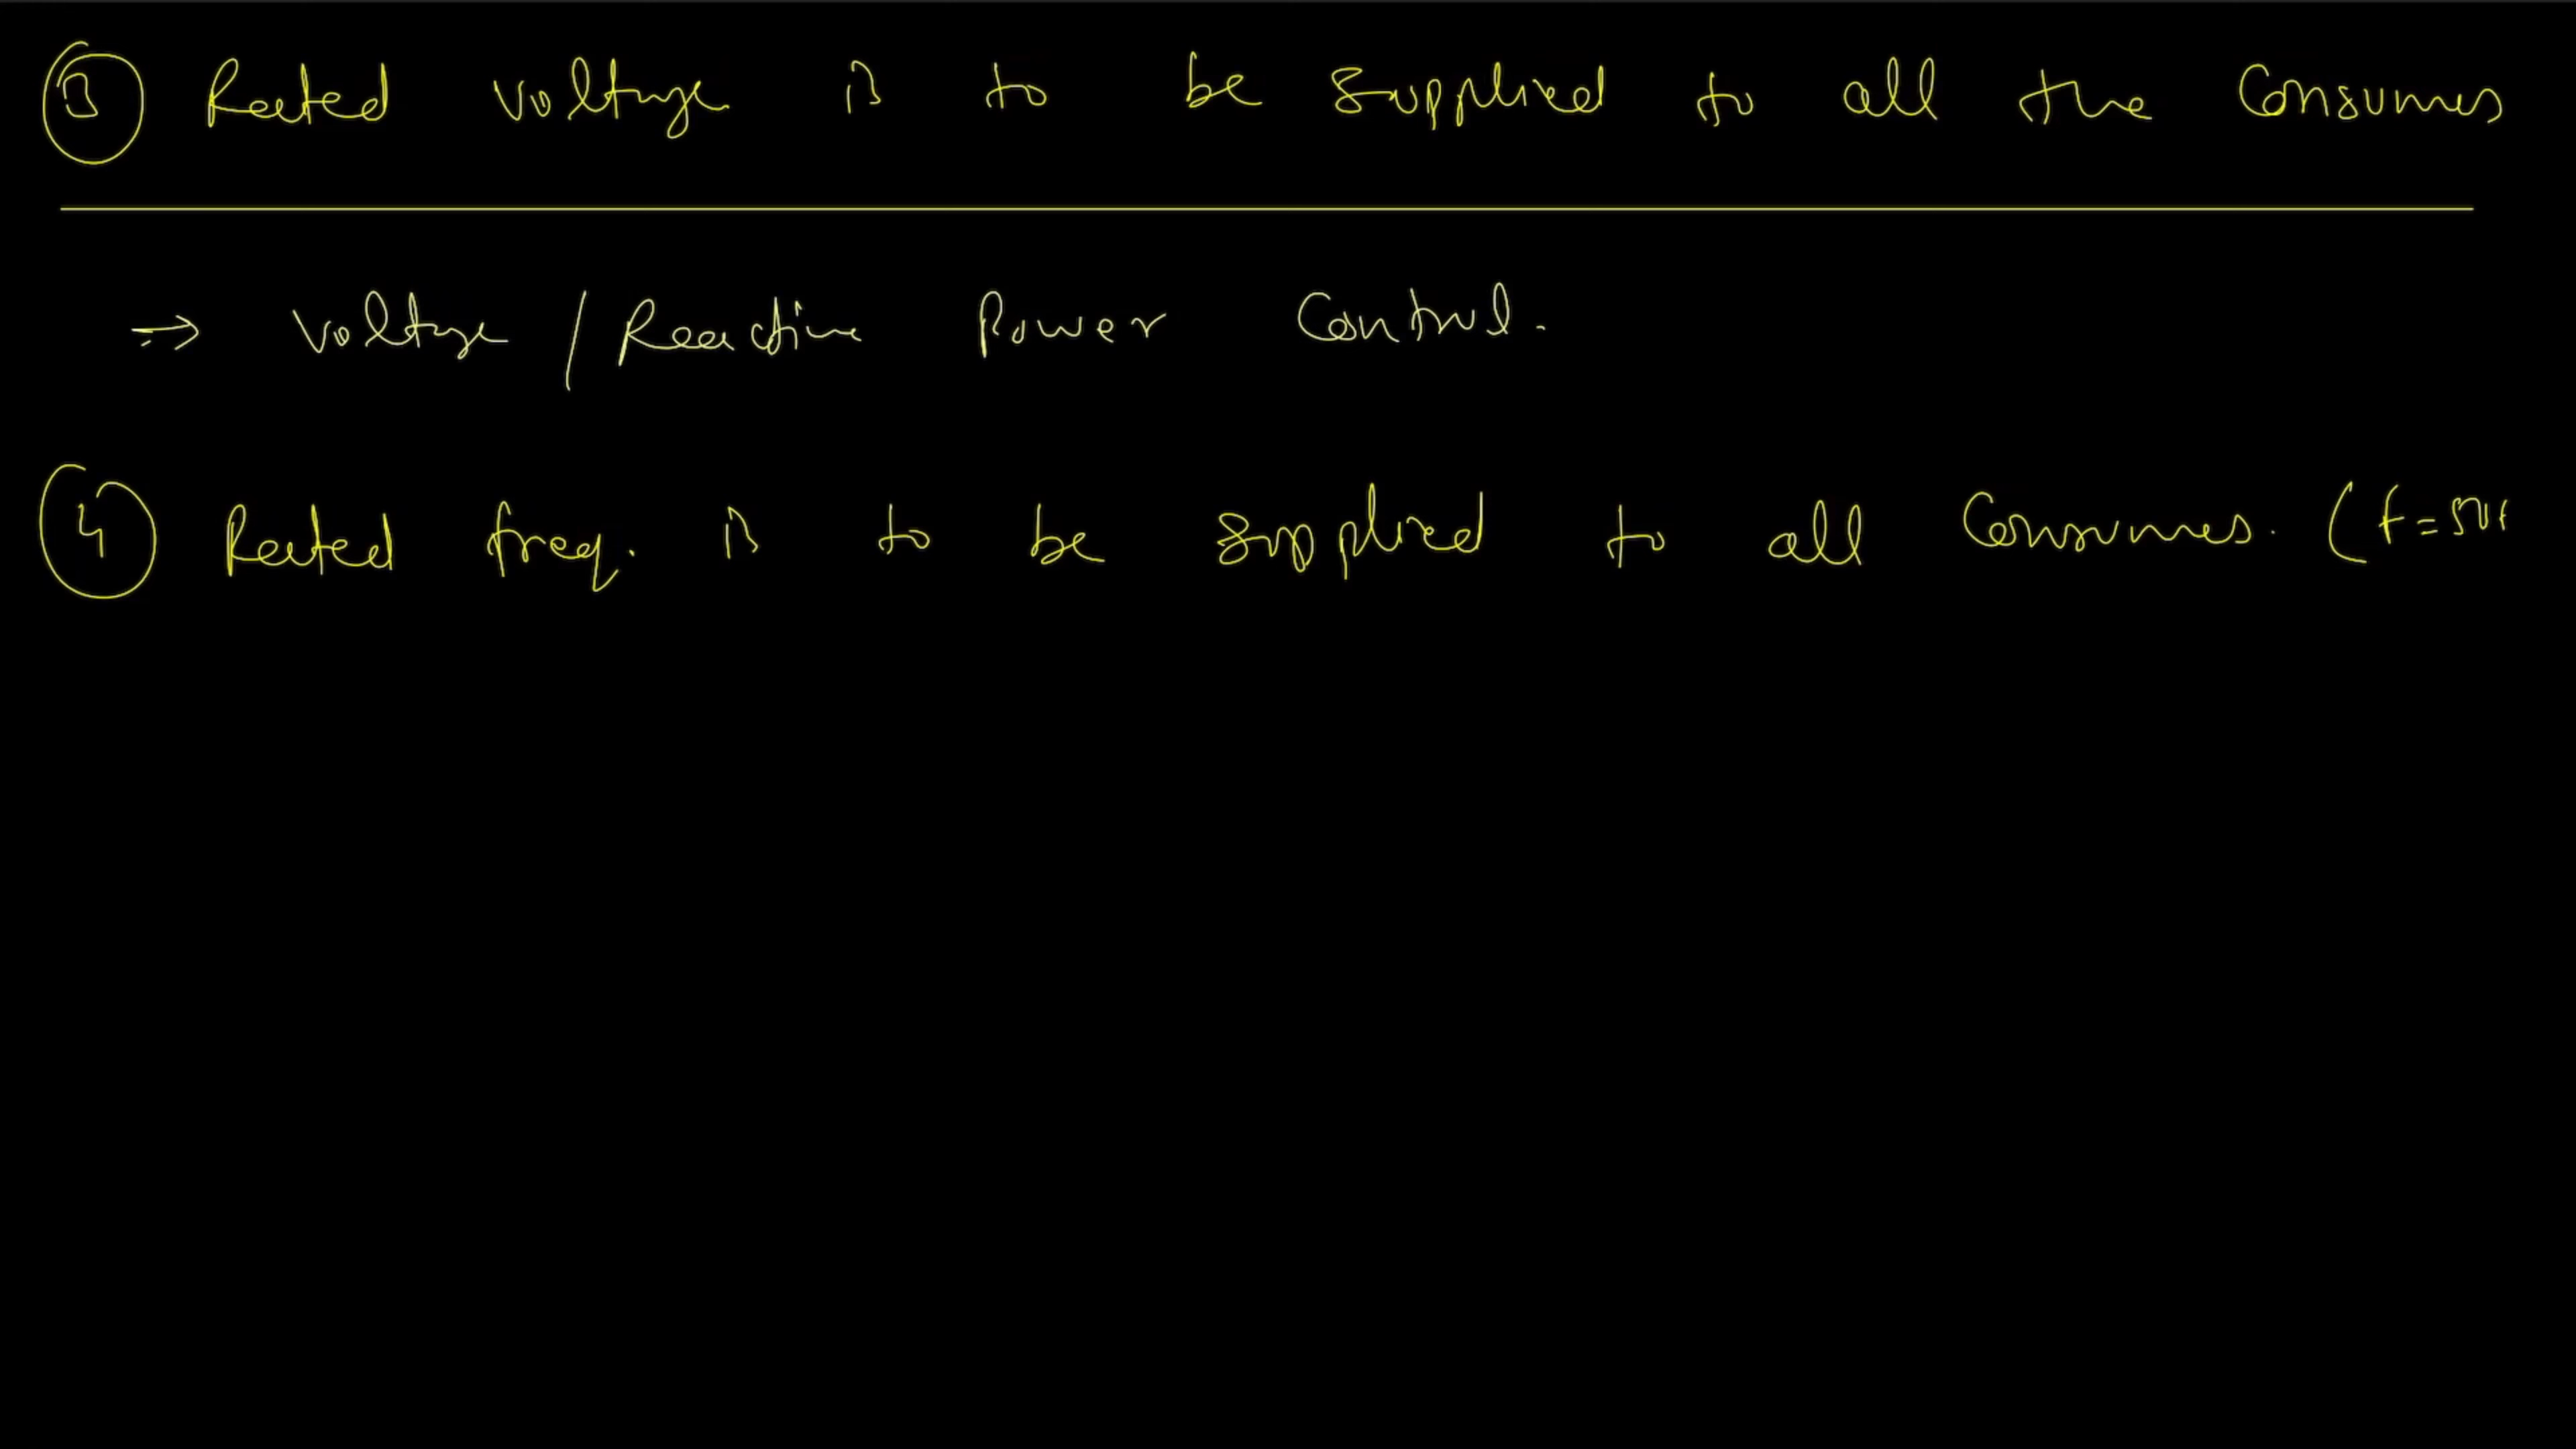 ③ Rated voltage is to be supplied to all the Consumers
→ Voltage / Reactive Power Control.
④ Rated freq. is to be supplied to all Consumers. (f=50H